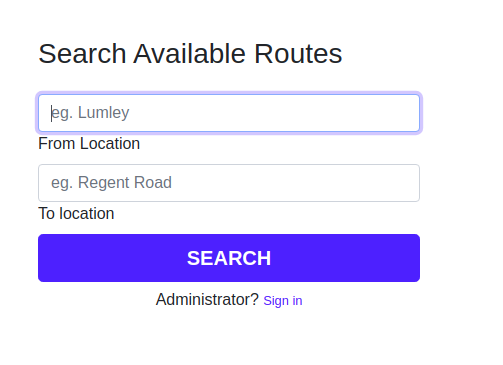 Search Available Routes
eg. Lumley
From Location
eg. Regent Road
To location
SEARCH
Administrator? Sign in